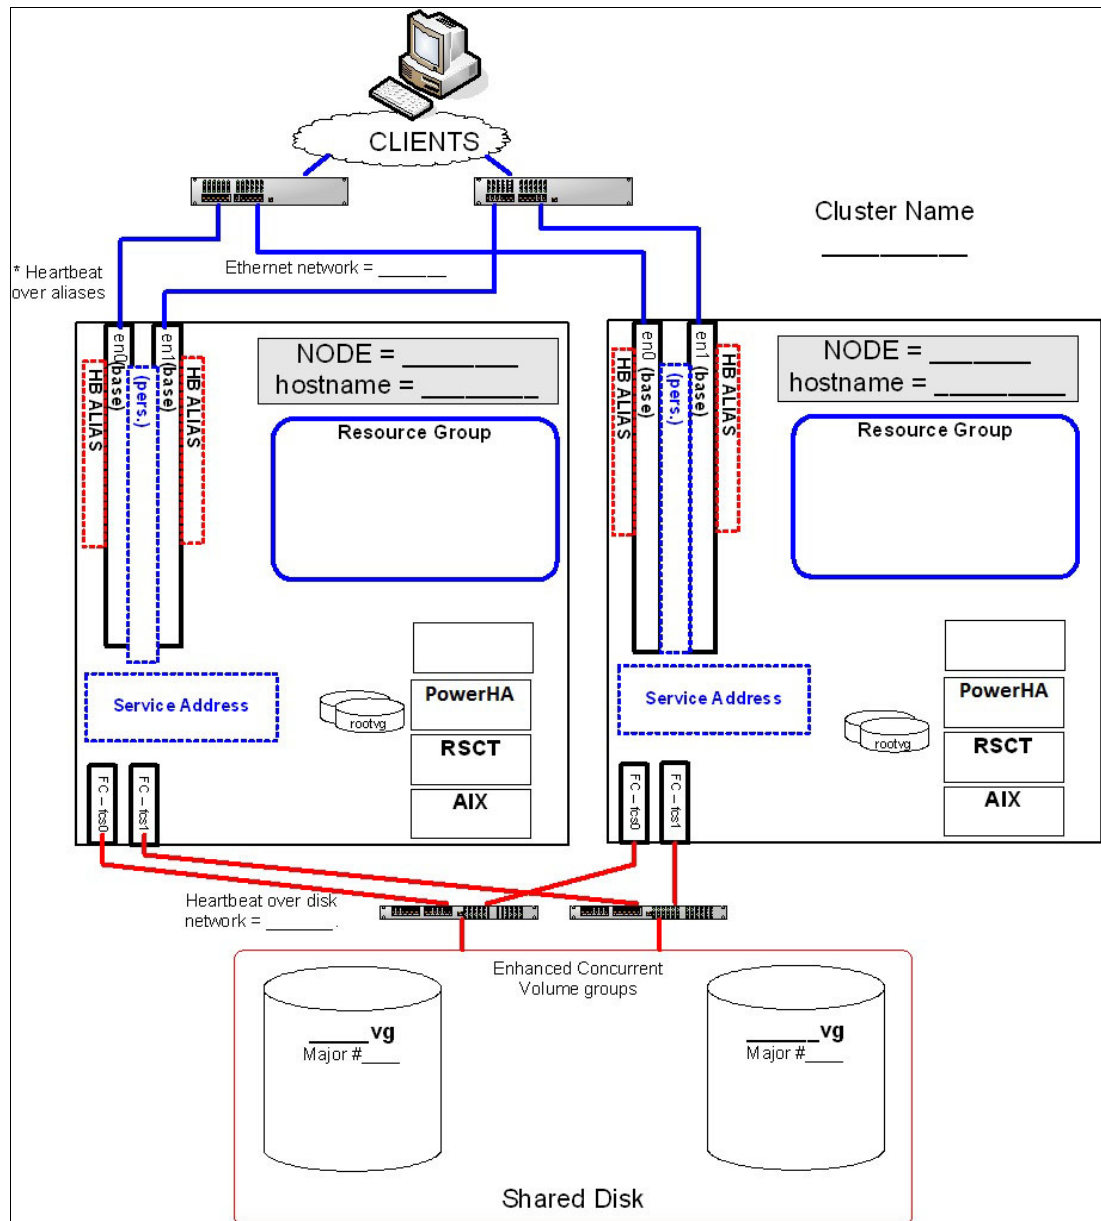 CLIENTS
Cluster Name
__________
* Heartbeat
over aliases
Ethernet network = _______
en0(base)
en1(base)
HB ALIAS
(pers.)
HB ALIAS
NODE = ________
hostname = ________
Resource Group
Service Address
rootvg
PowerHA
RSCT
AIX
FC – fcs0
FC – fcs1
en0 (base)
en1 (base)
HB ALIAS
(pers.)
HB ALIAS
NODE = _______
hostname = _________
Resource Group
Service Address
rootvg
PowerHA
RSCT
AIX
FC – fcs0
FC – fcs1
Heartbeat over disk
network = _______ .
Enhanced Concurrent
Volume groups
_____vg
Major #____
______vg
Major #____
Shared Disk